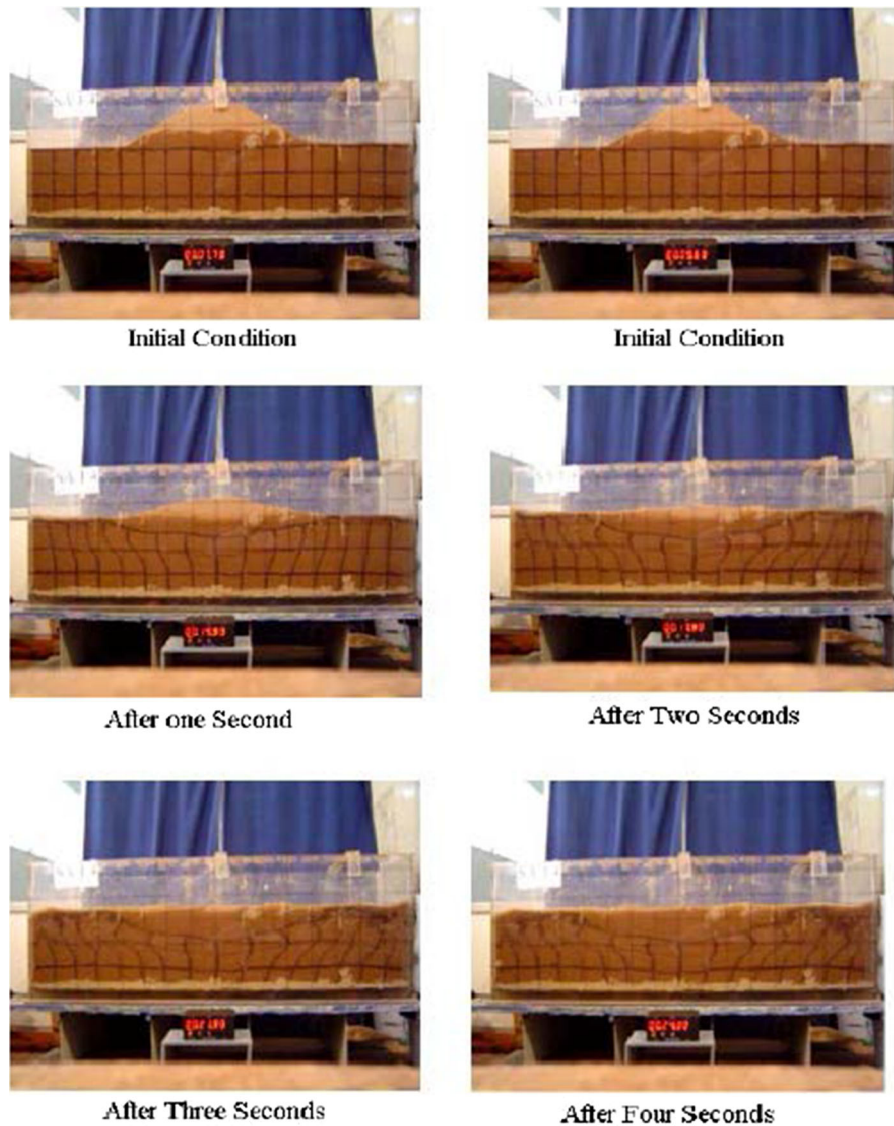 Initial Condition
Initial Condition
After one Second
After Two Seconds
After Three Seconds
After Four Seconds